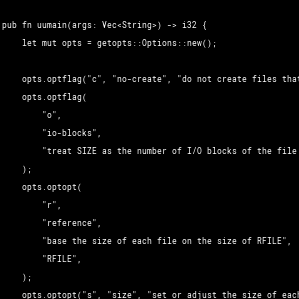 pub fn uumain(args: Vec<String>) -> i32 {
    let mut opts = getopts::Options::new();

    opts.optflag("c", "no-create", "do not create files that
    opts.optflag(
        "o",
        "io-blocks",
        "treat SIZE as the number of I/O blocks of the file
    );
    opts.optopt(
        "r",
        "reference",
        "base the size of each file on the size of RFILE",
        "RFILE",
    );
    opts.optopt("s", "size", "set or adjust the size of each